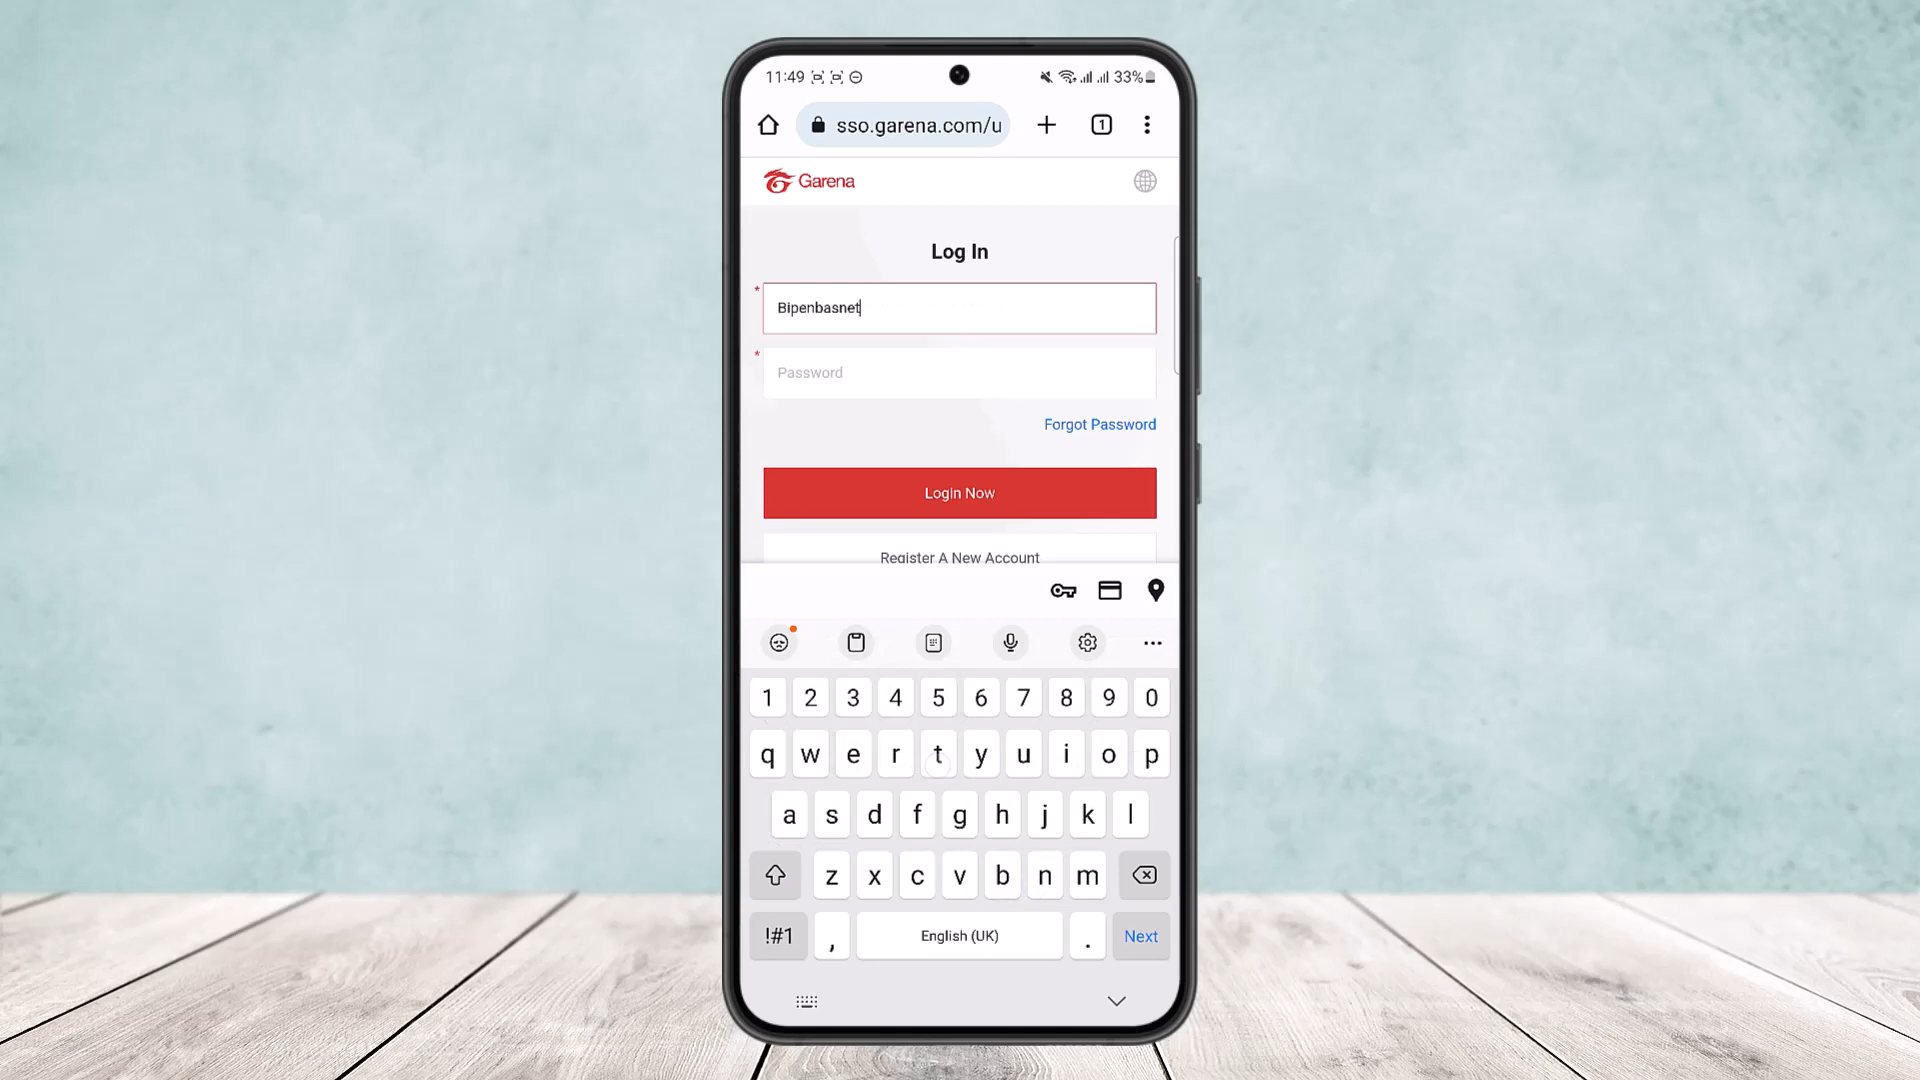 11:49 33%
sso.garena.com/u 1
Garena
Log In
* Bipenbasnet
* Password
Forgot Password
Login Now
Register A New Account
1 2 3 4 5 6 7 8 9 0
q w e r t y u i o p
a s d f g h j k l
z x c v b n m
!#1 , English (UK) . Next